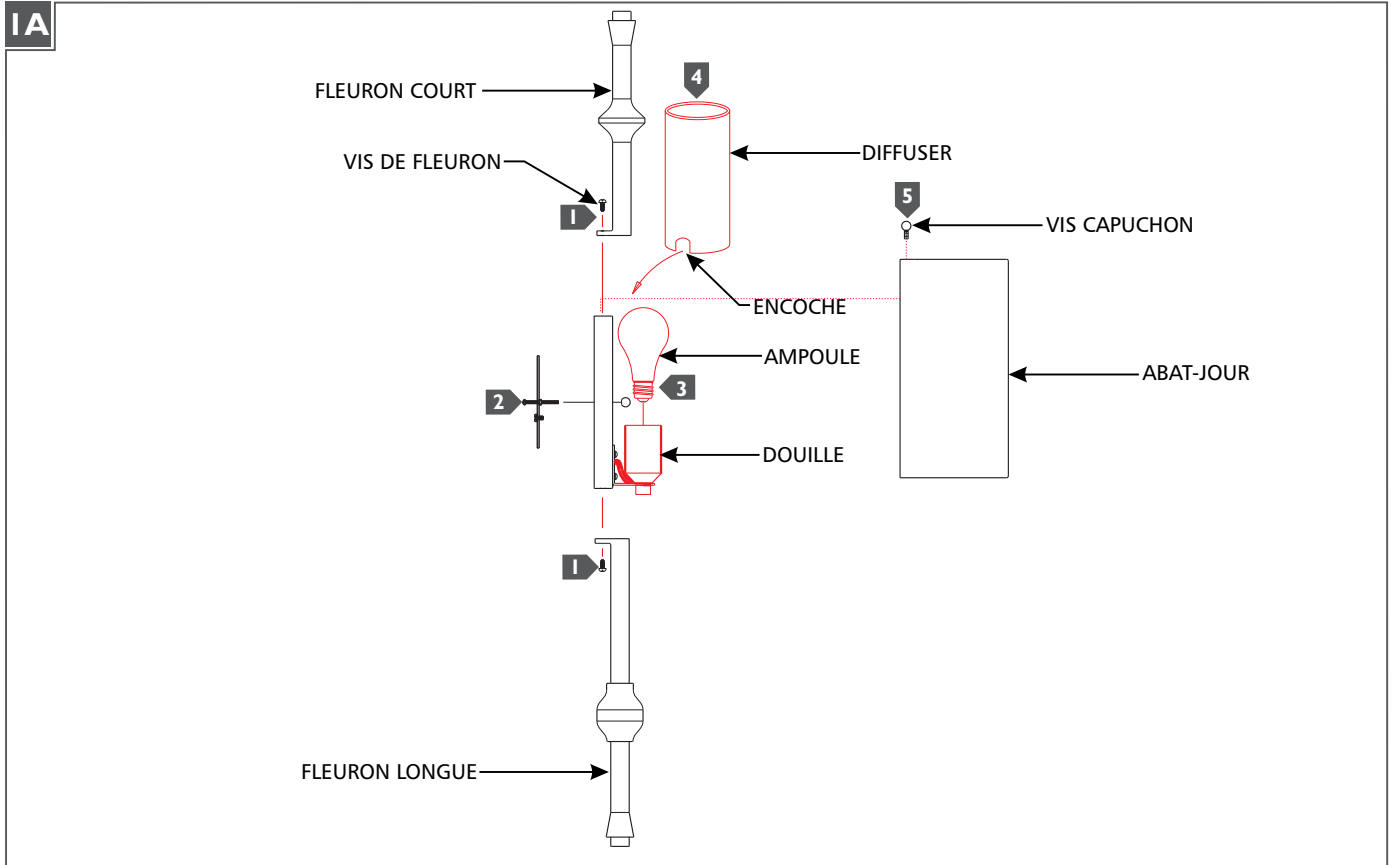 1A
FLEURON COURT
4
DIFFUSER
VIS DE FLEURON
5
1
VIS CAPUCHON
ENCOCHE
AMPOULE
ABAT-JOUR
3
2
DOUILLE
1
FLEURON LONGUE